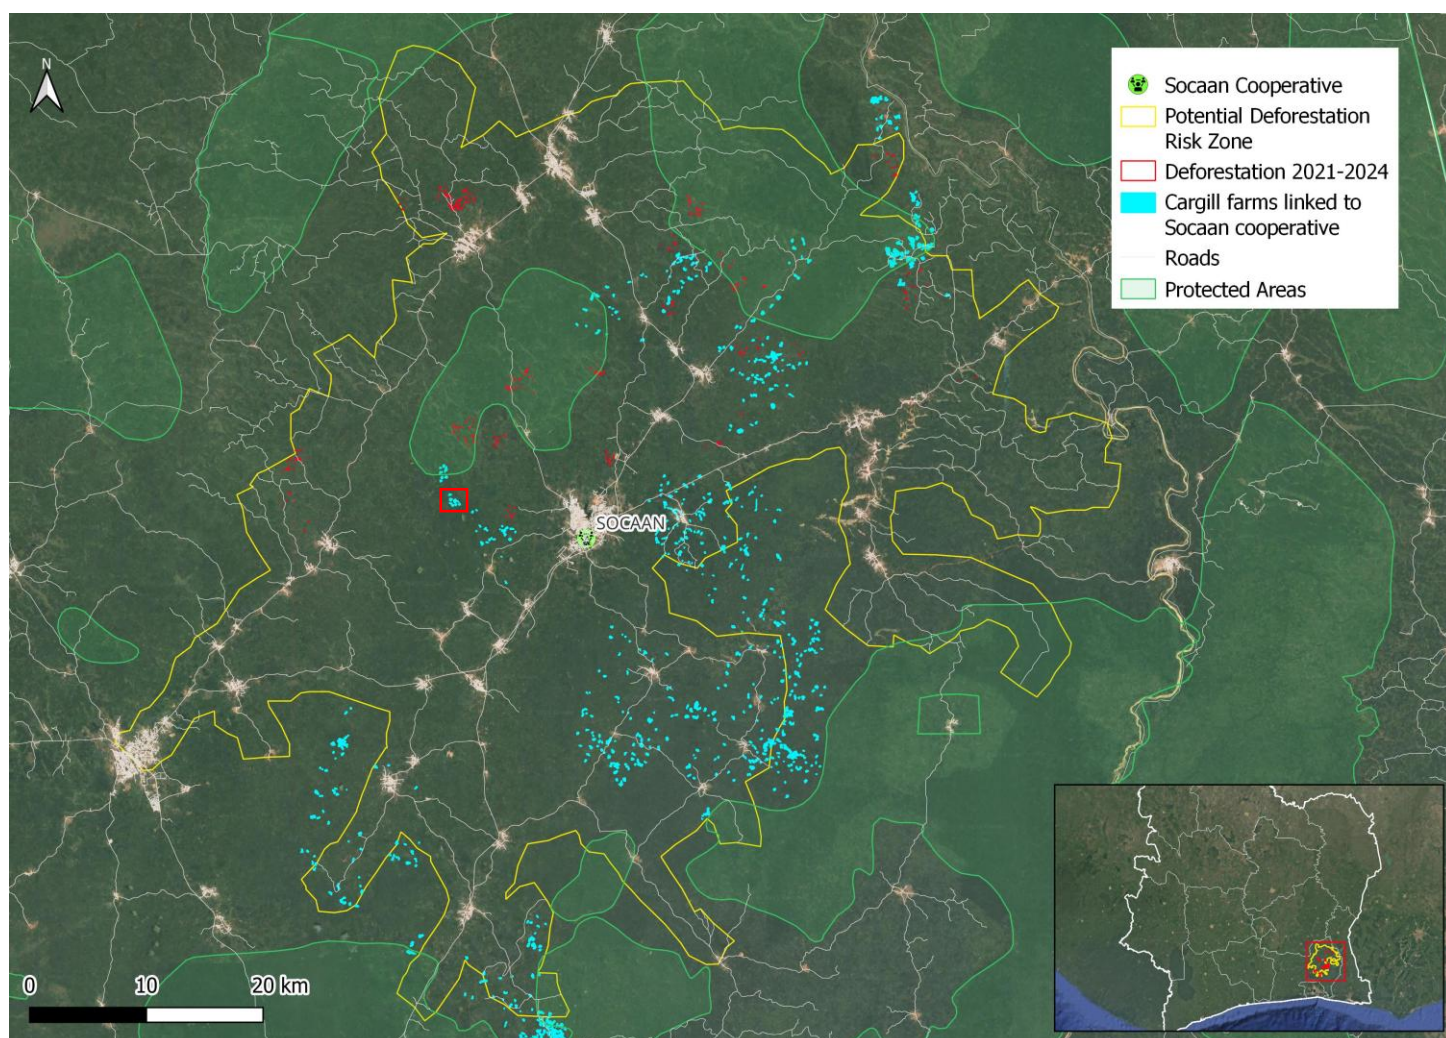 N
Socaan Cooperative
Potential Deforestation
Risk Zone
Deforestation 2021-2024
Cargill farms linked to
Socaan cooperative
Roads
Protected Areas
SOCAAN
0 10 20 km